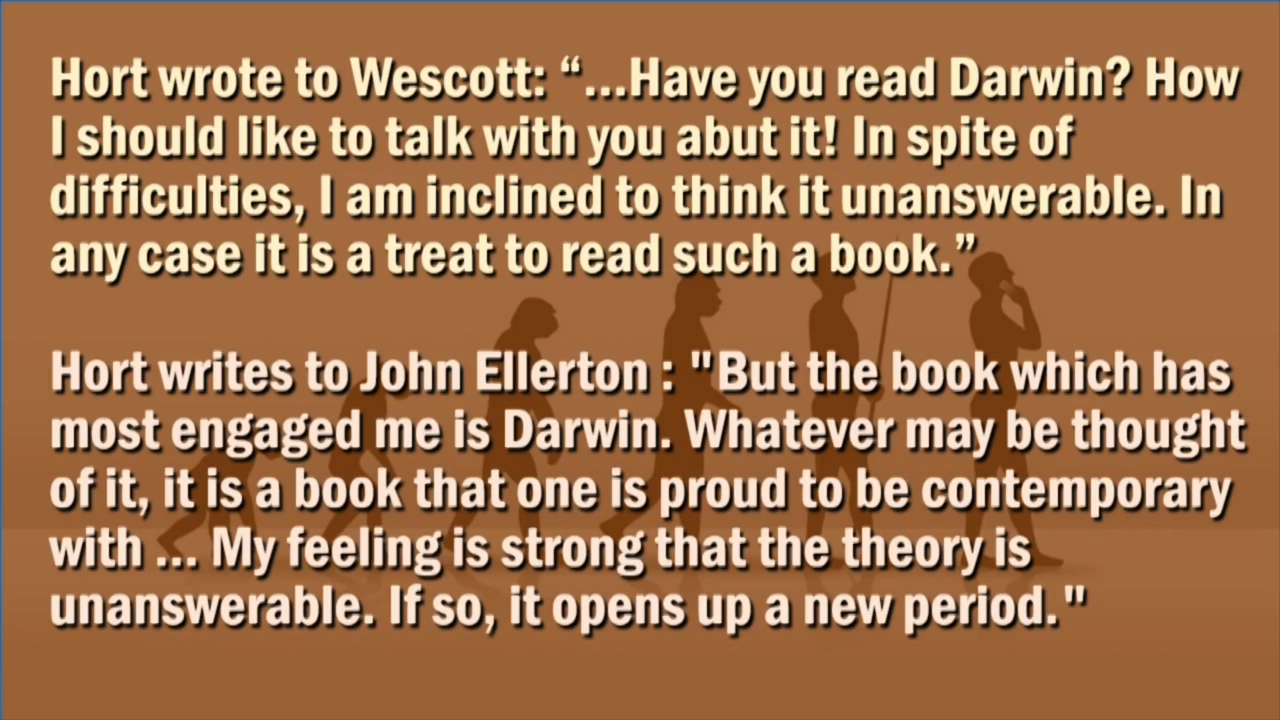 Hort wrote to Wescott: “...Have you read Darwin? How
I should like to talk with you abut it! In spite of
difficulties, I am inclined to think it unanswerable. In
any case it is a treat to read such a book.”
Hort writes to John Ellerton : "But the book which has
most engaged me is Darwin. Whatever may be thought
of it, it is a book that one is proud to be contemporary
with ... My feeling is strong that the theory is
unanswerable. If so, it opens up a new period."